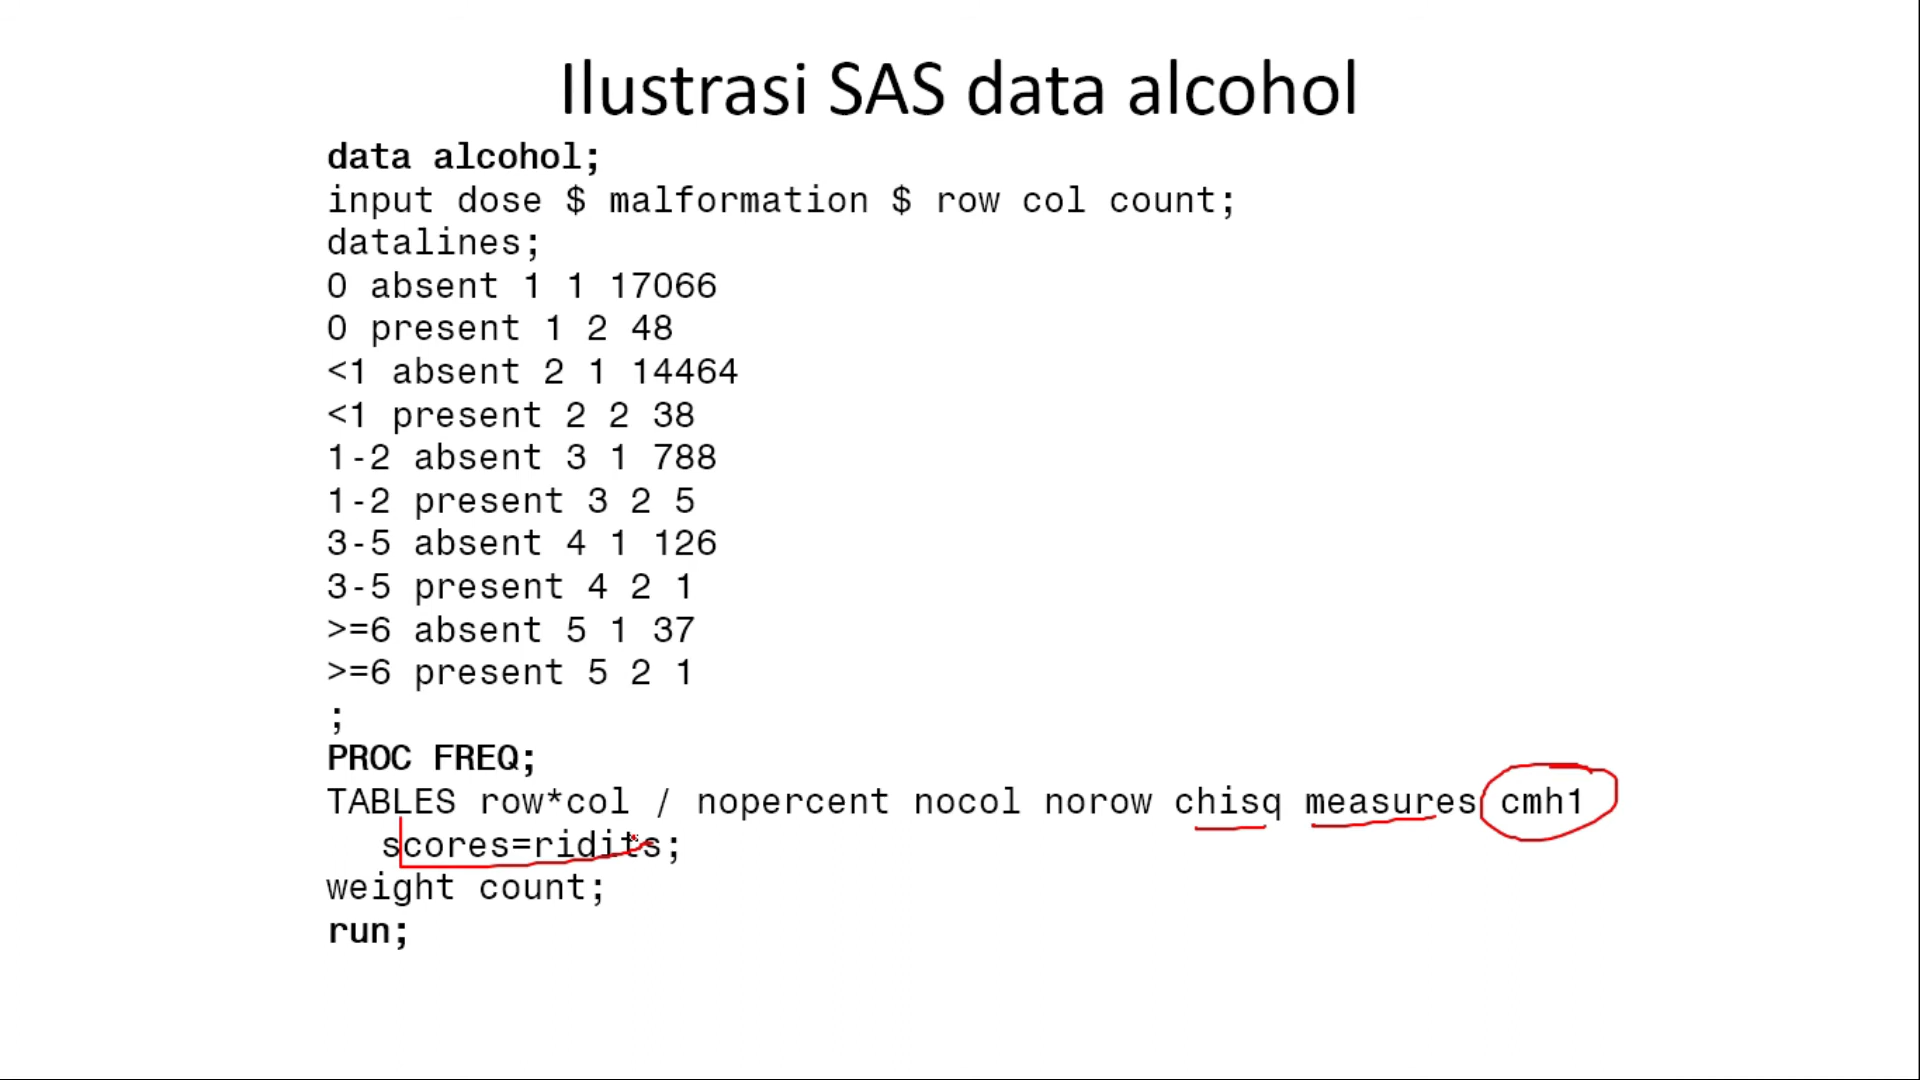 Ilustrasi SAS data alcohol
data alcohol;
input dose $ malformation $ row col count;
datalines;
0 absent 1 1 17066
0 present 1 2 48
<1 absent 2 1 14464
<1 present 2 2 38
1-2 absent 3 1 788
1-2 present 3 2 5
3-5 absent 4 1 126
3-5 present 4 2 1
>=6 absent 5 1 37
>=6 present 5 2 1
;
PROC FREQ;
TABLES row*col / nopercent nocol norow chisq measures cmh1
scores=ridits;
weight count;
run;